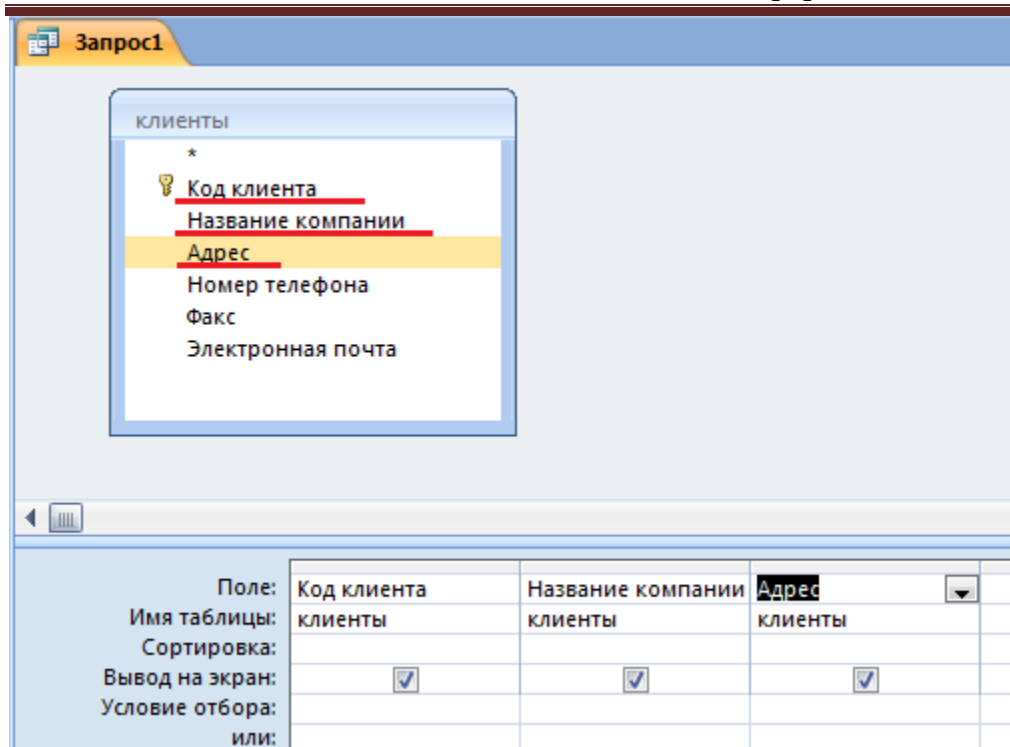 Запрос1
клиенты
*
Код клиента
Название компании
Адрес
Номер телефона
Факс
Электронная почта
Поле: Код клиента Название компании Адрес
Имя таблицы: клиенты клиенты клиенты
Сортировка:
Вывод на экран:
Условие отбора:
или: